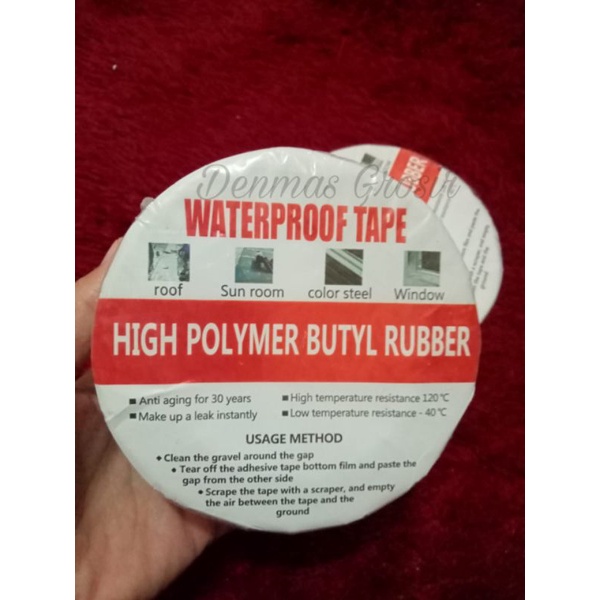 Denmas Grosir
WATERPROOF TAPE
roof Sun room color steel Window
HIGH POLYMER BUTYL RUBBER
■ Anti aging for 30 years ■ High temperature resistance 120℃
■ Make up a leak instantly ■ Low temperature resistance - 40℃
USAGE METHOD
◆ Clean the gravel around the gap
◆ Tear off the adhesive tape bottom film and paste the
gap from the other side
◆ Scrape the tape with a scraper, and empty
the air between the tape and the
ground
BBER